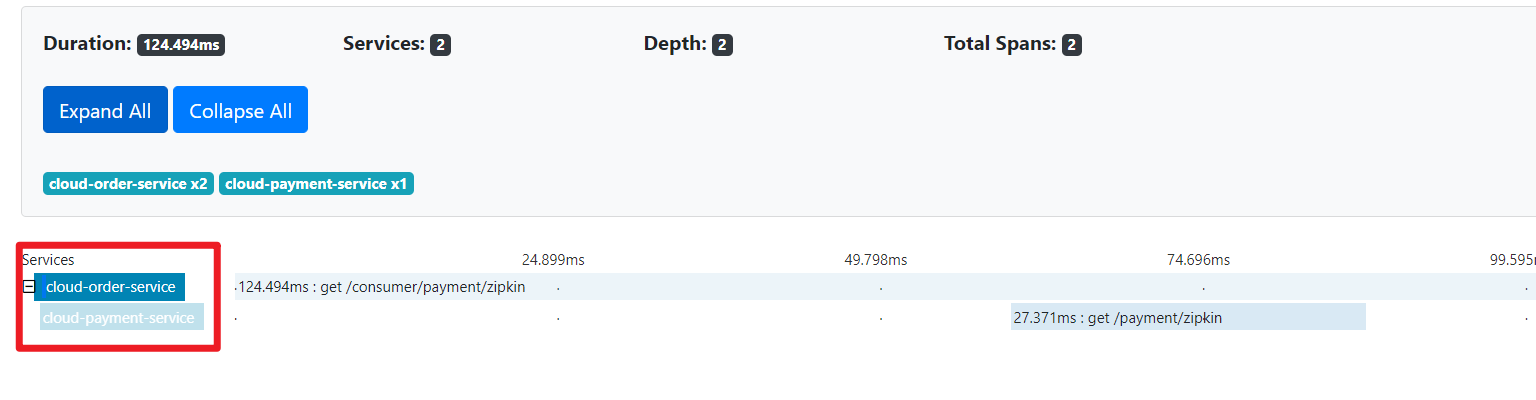 Duration: 124.494ms Services: 2 Depth: 2 Total Spans: 2
Expand All Collapse All
cloud-order-service x2 cloud-payment-service x1
Services 24.899ms 49.798ms 74.696ms
cloud-order-service 124.494ms : get /consumer/payment/zipkin
cloud-payment-service 27.371ms : get /payment/zipkin